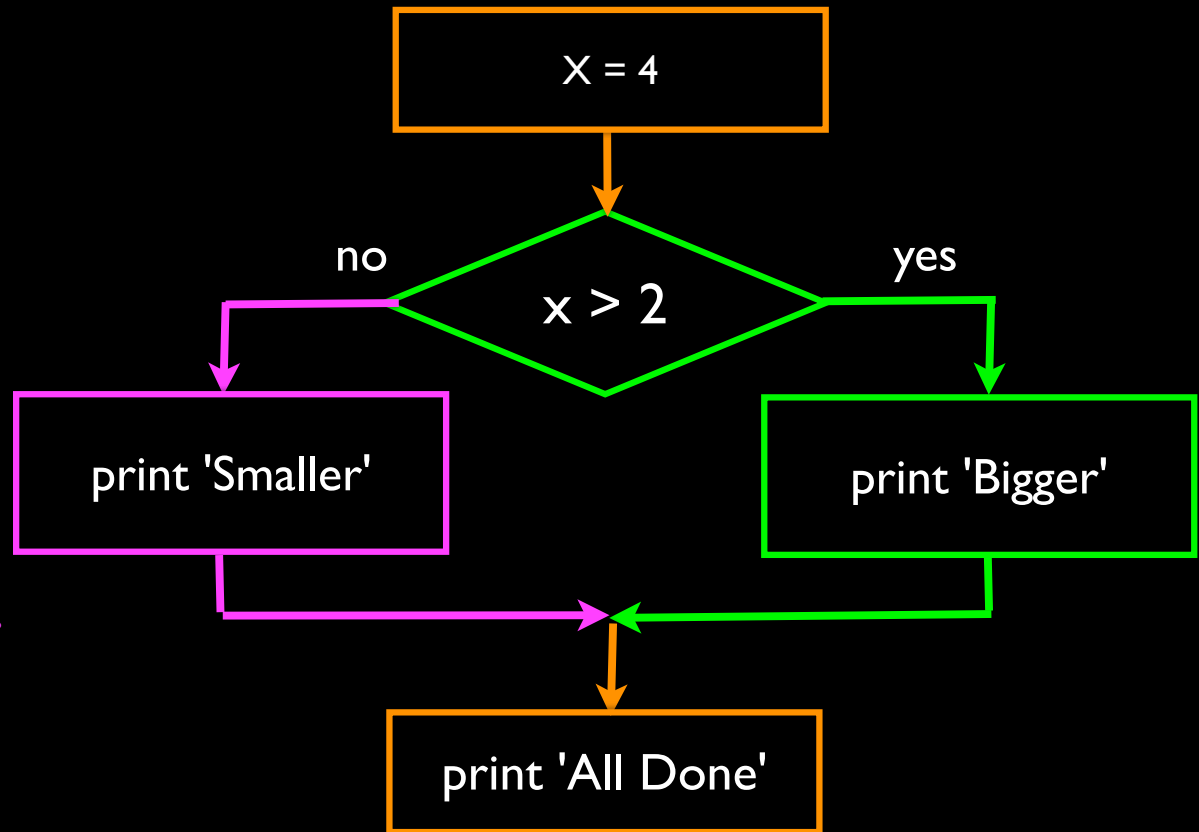 X = 4
no
yes
x > 2
print 'Smaller'
print 'Bigger'
print 'All Done'